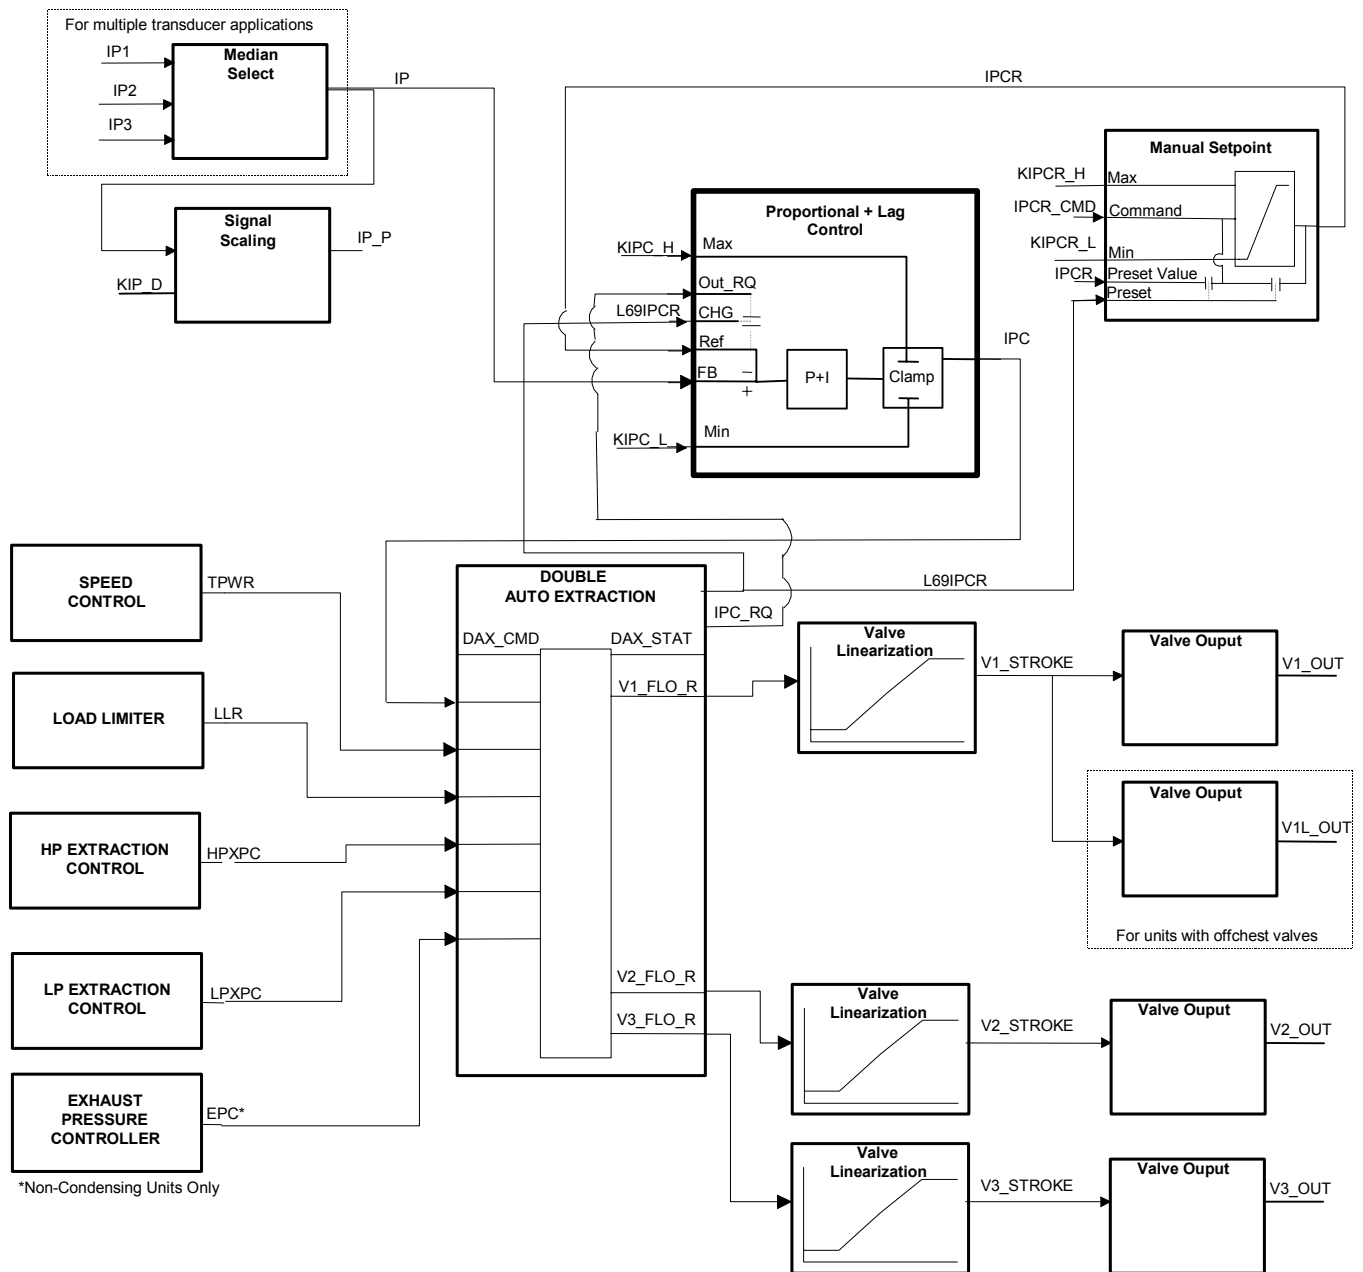 For multiple transducer applications
IP1
IP2
IP3
Median
Select
IP
IPCR
Signal
Scaling
KIP_D
IP_P
Manual Setpoint
KIPCR_H
Max
IPCR_CMD
Command
KIPCR_L
Min
IPCR
Preset Value
Preset
Proportional + Lag
Control
KIPC_H
Max
Out_RQ
L69IPCR
CHG
Ref
FB
−
+
P+I
Clamp
KIPC_L
Min
IPC
SPEED
CONTROL
TPWR
LOAD LIMITER
LLR
HP EXTRACTION
CONTROL
HPXPC
LP EXTRACTION
CONTROL
LPXPC
EXHAUST
PRESSURE
CONTROLLER
EPC*
*Non-Condensing Units Only
DOUBLE
AUTO EXTRACTION
L69IPCR
IPC_RQ
DAX_CMD
DAX_STAT
V1_FLO_R
V2_FLO_R
V3_FLO_R
Valve
Linearization
V1_STROKE
Valve Ouput
V1_OUT
Valve Ouput
V1L_OUT
For units with offchest valves
Valve
Linearization
V2_STROKE
Valve Ouput
V2_OUT
Valve
Linearization
V3_STROKE
Valve Ouput
V3_OUT